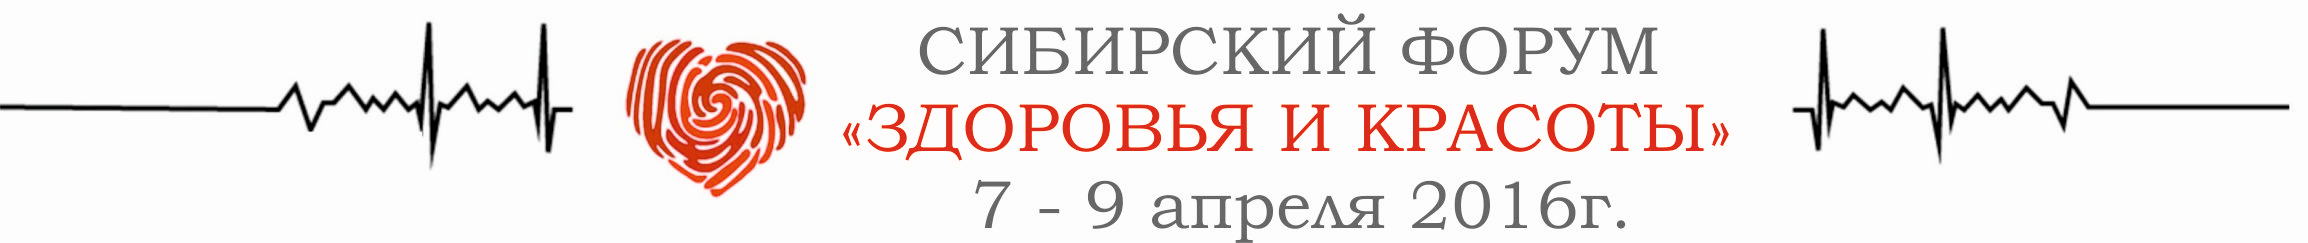 СИБИРСКИЙ ФОРУМ
«ЗДОРОВЬЯ И КРАСОТЫ»
7 - 9 апреля 2016г.